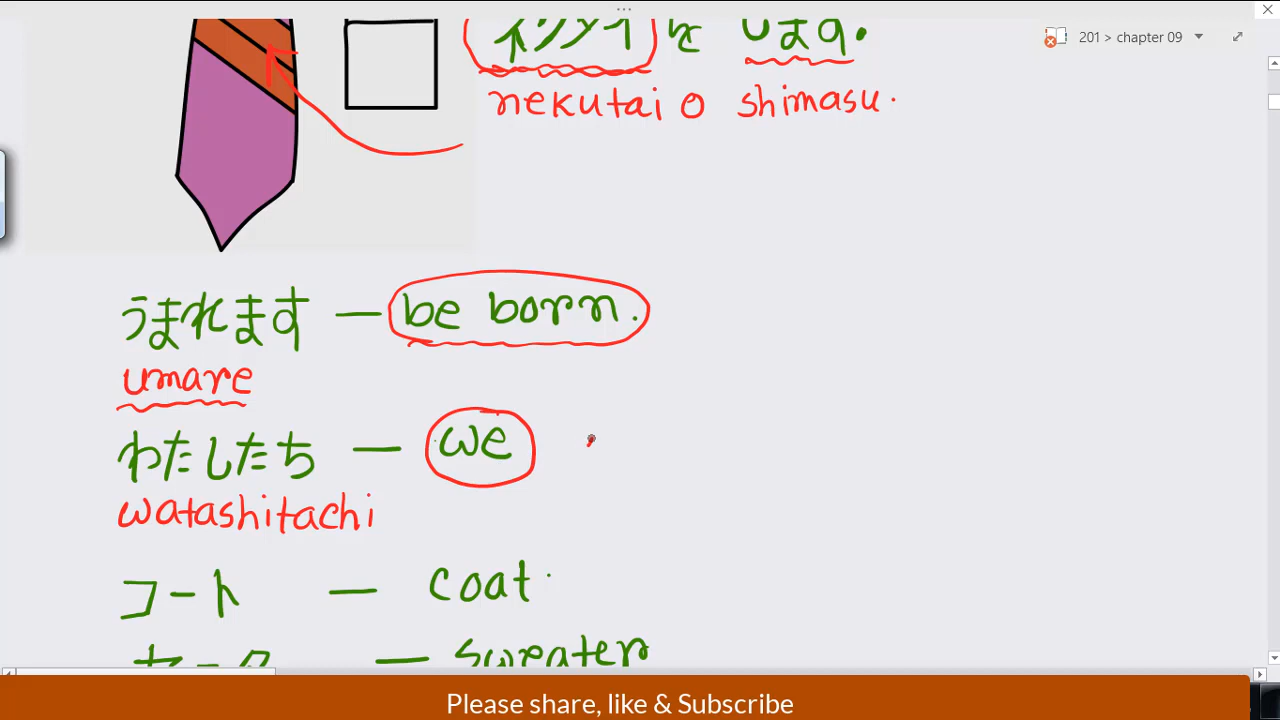 201 > chapter 09
ネクタイを します.
nekutai o shimasu.
うまれます — be born.
umare
わたしたち — we
watashitachi
コート — coat
セーター — sweater
Please share, like & Subscribe